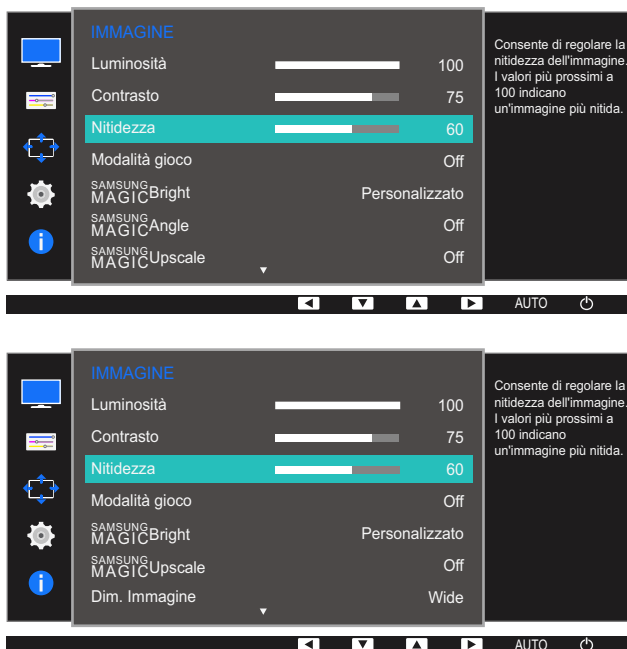 IMMAGINE
Luminosità 100
Contrasto 75
Nitidezza 60
Modalità gioco Off
SAMSUNG MAGIC Bright Personalizzato
SAMSUNG MAGIC Angle Off
SAMSUNG MAGIC Upscale Off
Consente di regolare la
nitidezza dell'immagine.
I valori più prossimi a
100 indicano
un'immagine più nitida.
AUTO
IMMAGINE
Luminosità 100
Contrasto 75
Nitidezza 60
Modalità gioco Off
SAMSUNG MAGIC Bright Personalizzato
SAMSUNG MAGIC Upscale Off
Dim. Immagine Wide
Consente di regolare la
nitidezza dell'immagine.
I valori più prossimi a
100 indicano
un'immagine più nitida.
AUTO